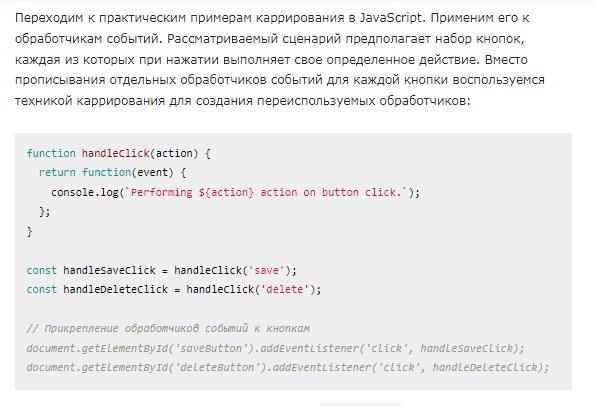 Переходим к практическим примерам каррирования в JavaScript. Применим его к
обработчикам событий. Рассматриваемый сценарий предполагает набор кнопок,
каждая из которых при нажатии выполняет свое определенное действие. Вместо
прописывания отдельных обработчиков событий для каждой кнопки воспользуемся
техникой каррирования для создания переиспользуемых обработчиков:
function handleClick(action) {
  return function(event) {
    console.log(`Performing ${action} action on button click.`);
  };
}
const handleSaveClick = handleClick('save');
const handleDeleteClick = handleClick('delete');
// Прикрепление обработчиков событий к кнопкам
document.getElementById('saveButton').addEventListener('click', handleSaveClick);
document.getElementById('deleteButton').addEventListener('click', handleDeleteClick);